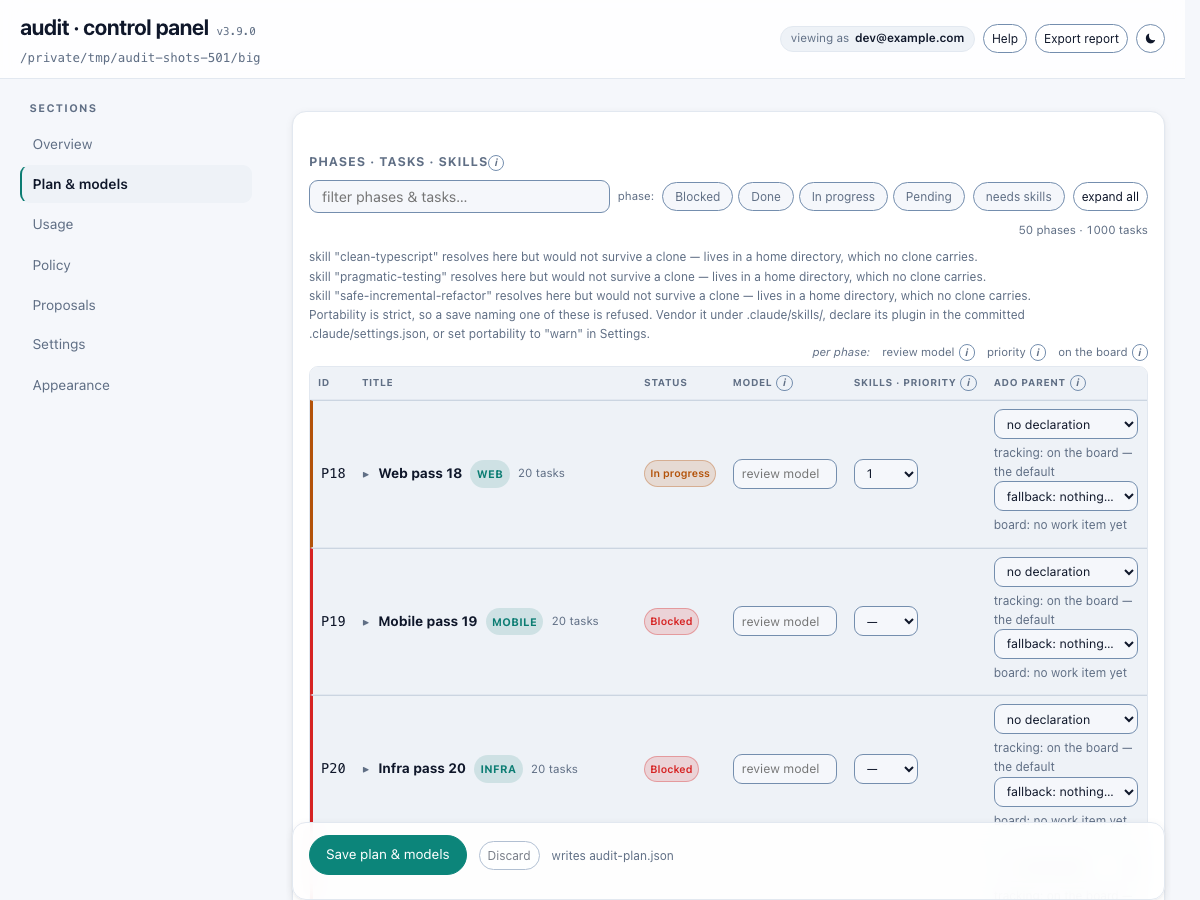 audit · control panel v3.9.0
/private/tmp/audit-shots-501/big
viewing as dev@example.com
Help
Export report
SECTIONS
Overview
Plan & models
Usage
Policy
Proposals
Settings
Appearance
PHASES · TASKS · SKILLS i
filter phases & tasks...
phase: Blocked Done In progress Pending needs skills expand all
50 phases · 1000 tasks
skill "clean-typescript" resolves here but would not survive a clone — lives in a home directory, which no clone carries.
skill "pragmatic-testing" resolves here but would not survive a clone — lives in a home directory, which no clone carries.
skill "safe-incremental-refactor" resolves here but would not survive a clone — lives in a home directory, which no clone carries.
Portability is strict, so a save naming one of these is refused. Vendor it under .claude/skills/, declare its plugin in the committed
.claude/settings.json, or set portability to "warn" in Settings.
per phase: review model i priority i on the board i
ID TITLE STATUS MODEL i SKILLS · PRIORITY i ADO PARENT i
P18 ▸ Web pass 18 WEB 20 tasks In progress review model 1
no declaration
tracking: on the board —
the default
fallback: nothing...
board: no work item yet
P19 ▸ Mobile pass 19 MOBILE 20 tasks Blocked review model —
no declaration
tracking: on the board —
the default
fallback: nothing...
board: no work item yet
P20 ▸ Infra pass 20 INFRA 20 tasks Blocked review model —
no declaration
tracking: on the board —
the default
fallback: nothing...
board: no work item yet
Save plan & models
Discard
writes audit-plan.json